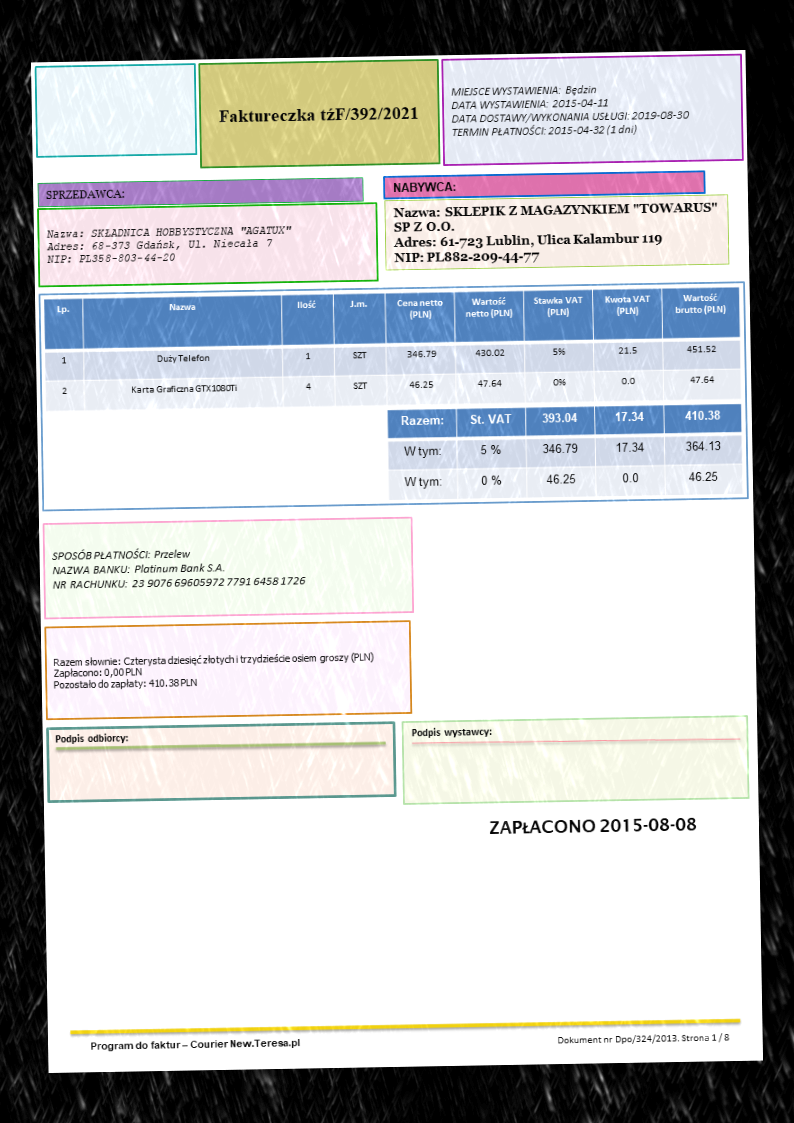 Faktureczka tźF/392/2021
MIEJSCE WYSTAWIENIA: Będzin
DATA WYSTAWIENIA: 2015-04-11
DATA DOSTAWY/WYKONANIA USŁUGI: 2019-08-30
TERMIN PŁATNOŚCI: 2015-04-32 (1 dni)
SPRZEDAWCA:
Nazwa: SKŁADNICA HOBBYSTYCZNA "AGATUX"
Adres: 68-373 Gdańsk, Ul. Niecała 7
NIP: PL358-803-44-20
NABYWCA:
Nazwa: SKLEPIK Z MAGAZYNKIEM "TOWARUS"
SP Z O.O.
Adres: 61-723 Lublin, Ulica Kalambur 119
NIP: PL882-209-44-77
Lp. Nazwa Ilość J.m. Cena netto (PLN) Wartość netto (PLN) Stawka VAT (PLN) Kwota VAT (PLN) Wartość brutto (PLN)
1 Duży Telefon 1 SZT 346.79 430.02 5% 21.5 451.52
2 Karta Graficzna GTX1080Ti 4 SZT 46.25 47.64 0% 0.0 47.64
Razem: St. VAT 393.04 17.34 410.38
W tym: 5 % 346.79 17.34 364.13
W tym: 0 % 46.25 0.0 46.25
SPOSÓB PŁATNOŚCI: Przelew
NAZWA BANKU: Platinum Bank S.A.
NR RACHUNKU: 23 9076 69605972 7791 6458 1726
Razem słownie: Czterysta dziesięć złotych i trzydzieście osiem groszy (PLN)
Zapłacono: 0,00 PLN
Pozostało do zapłaty: 410.38 PLN
Podpis odbiorcy:
Podpis wystawcy:
ZAPŁACONO 2015-08-08
Program do faktur – Courier New.Teresa.pl
Dokument nr Dpo/324/2013. Strona 1 / 8